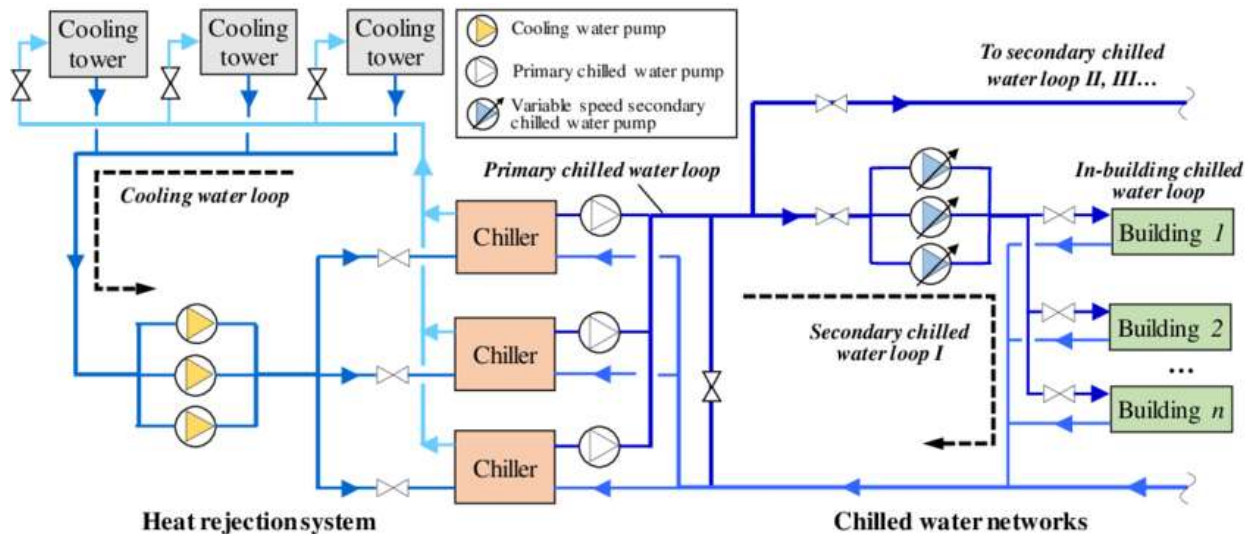 Cooling
tower
Cooling
tower
Cooling
tower
Cooling water pump
Primary chilled water pump
Variable speed secondary
chilled water pump
To secondary chilled
water loop II, III...
Cooling water loop
Primary chilled water loop
In-building chilled
water loop
Chiller
Building 1
Chiller
Secondary chilled
water loop I
Building 2
...
Chiller
Building n
Heat rejection system
Chilled water networks